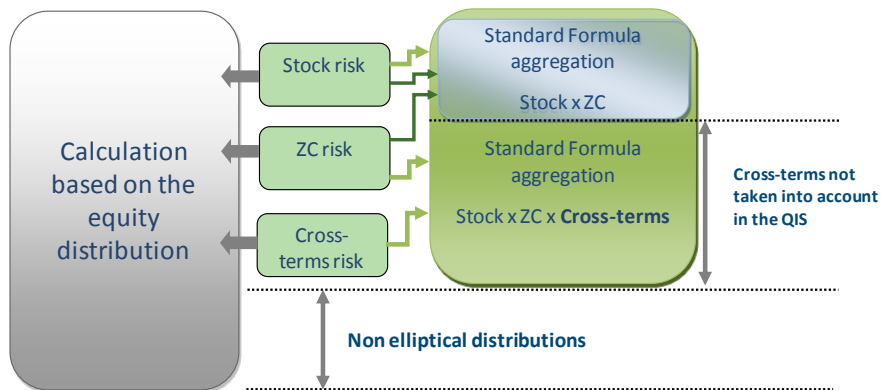 Calculation
based on the
equity
distribution
Stock risk
ZC risk
Cross-
terms risk
Standard Formula
aggregation
Stock x ZC
Standard Formula
aggregation
Stock x ZC x Cross-terms
Cross-terms not
taken into account
in the QIS
Non elliptical distributions